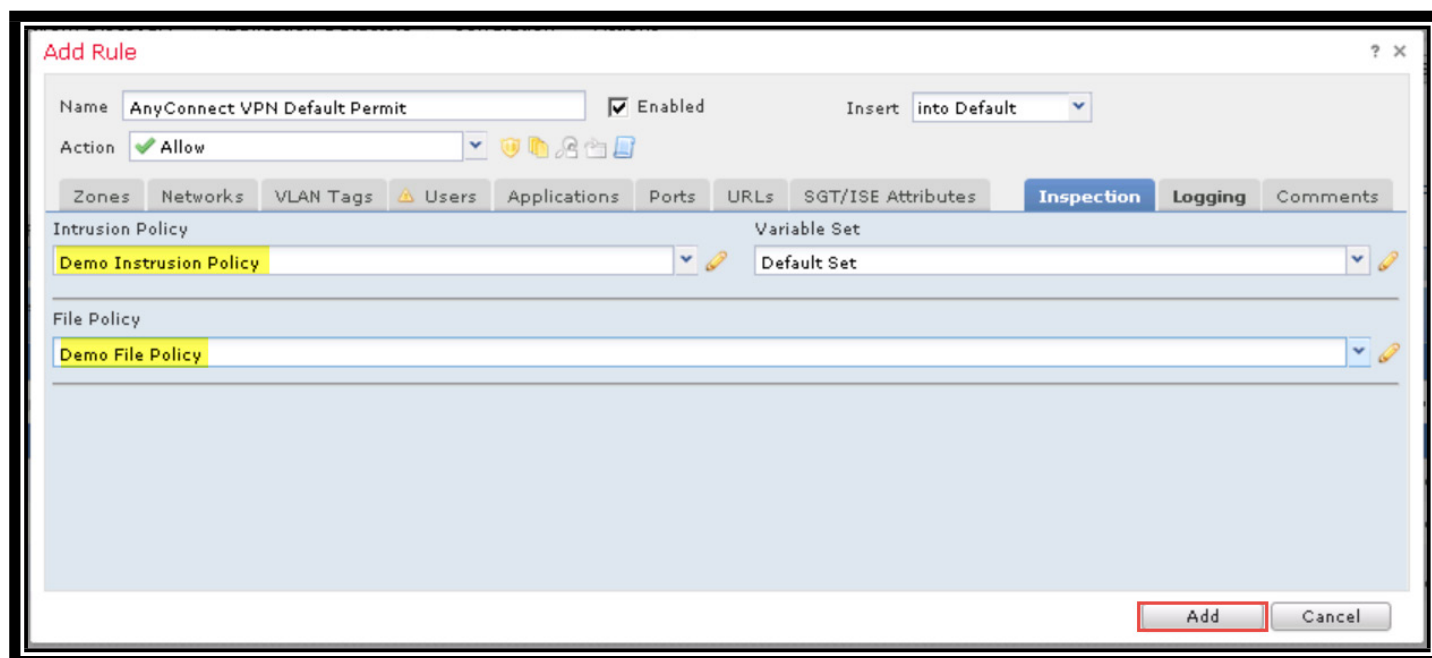 Add Rule
? ×
Name AnyConnect VPN Default Permit Enabled Insert into Default
Action Allow
Zones Networks VLAN Tags Users Applications Ports URLs SGT/ISE Attributes Inspection Logging Comments
Intrusion Policy Variable Set
Demo Instrusion Policy Default Set
File Policy
Demo File Policy
Add Cancel